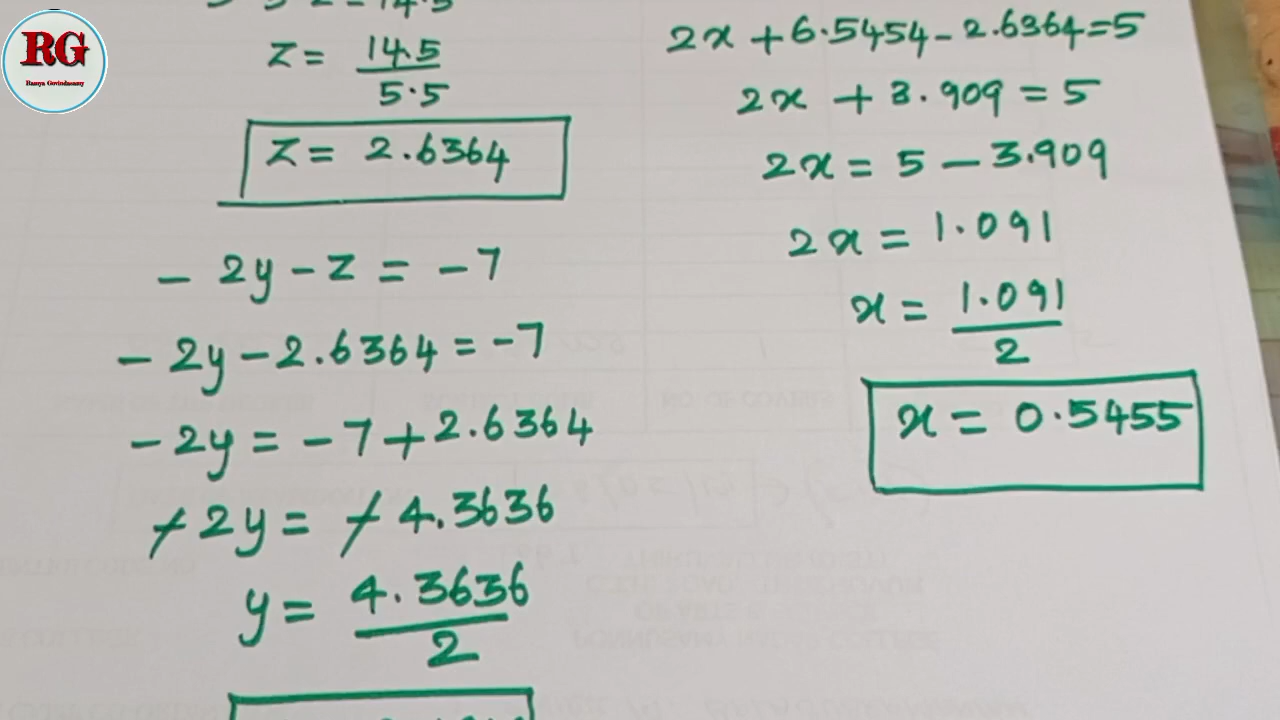 RG
Ramya Govindasamy
z = 14.5
5.5
z = 2.6364
- 2y - z = -7
- 2y - 2.6364 = -7
- 2y = -7 + 2.6364
- 2y = - 4.3636
y = 4.3636
2
2x + 6.5454 - 2.6364 = 5
2x + 3.909 = 5
2x = 5 - 3.909
2x = 1.091
x = 1.091
2
x = 0.5455